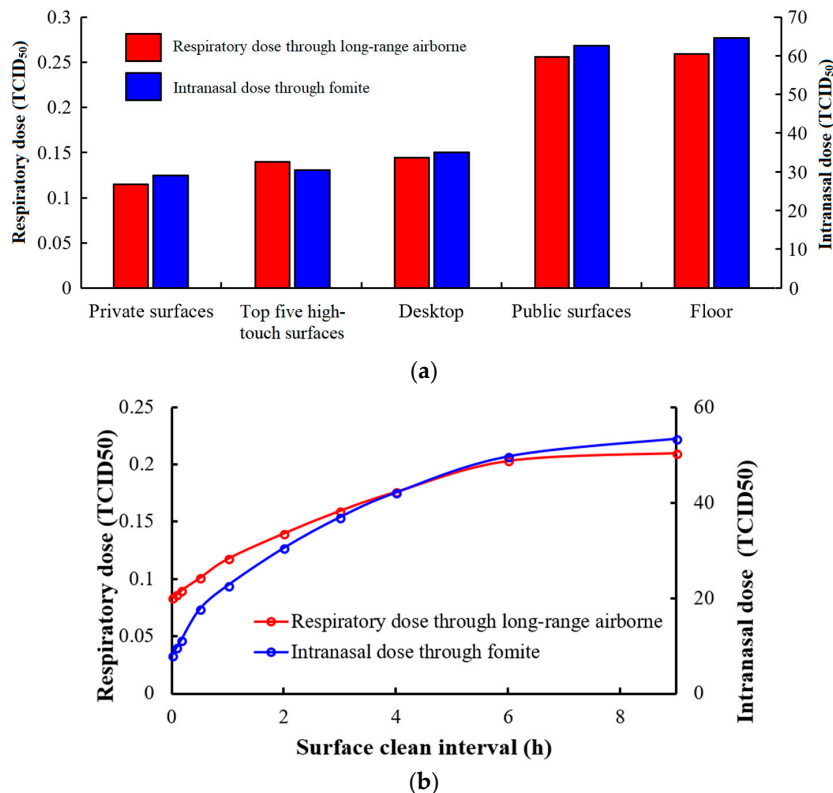 0.3
0.25
0.2
0.15
0.1
0.05
0
Respiratory dose (TCID50)
Respiratory dose through long-range airborne
Intranasal dose through fomite
70
60
50
40
30
20
10
0
Intranasal dose (TCID50)
Private surfaces
Top five high-
touch surfaces
Desktop
Public surfaces
Floor
(a)
0.25
0.2
0.15
0.1
0.05
0
Respiratory dose (TCID50)
Respiratory dose through long-range airborne
Intranasal dose through fomite
60
40
20
0
Intranasal dose (TCID50)
0 2 4 6 8
Surface clean interval (h)
(b)